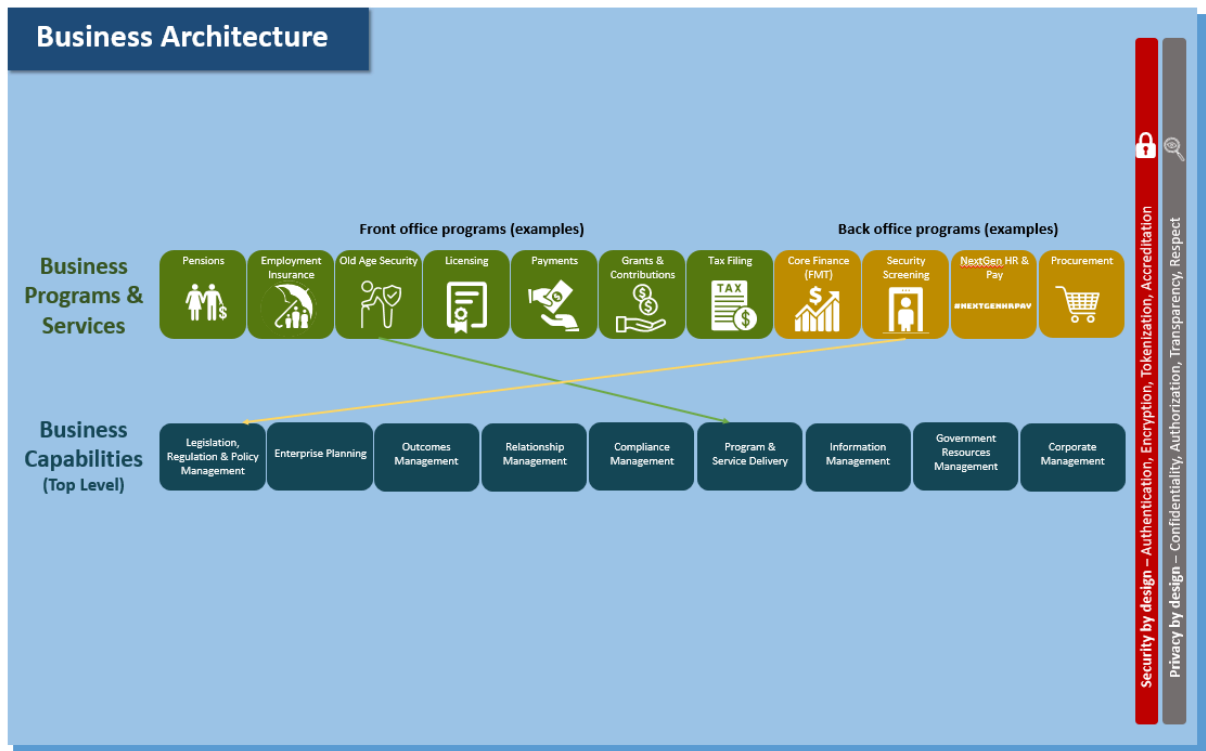 Business Architecture
Front office programs (examples)
Back office programs (examples)
Business
Programs &
Services
Pensions
Employment
Insurance
Old Age Security
Licensing
Payments
Grants &
Contributions
Tax Filing
TAX
Core Finance
(FMT)
Security
Screening
NextGen HR &
Pay
#NEXTGENHRPAY
Procurement
Business
Capabilities
(Top Level)
Legislation,
Regulation & Policy
Management
Enterprise Planning
Outcomes
Management
Relationship
Management
Compliance
Management
Program &
Service Delivery
Information
Management
Government
Resources
Management
Corporate
Management
Security by design – Authentication, Encryption, Tokenization, Accreditation
Privacy by design – Confidentiality, Authorization, Transparency, Respect